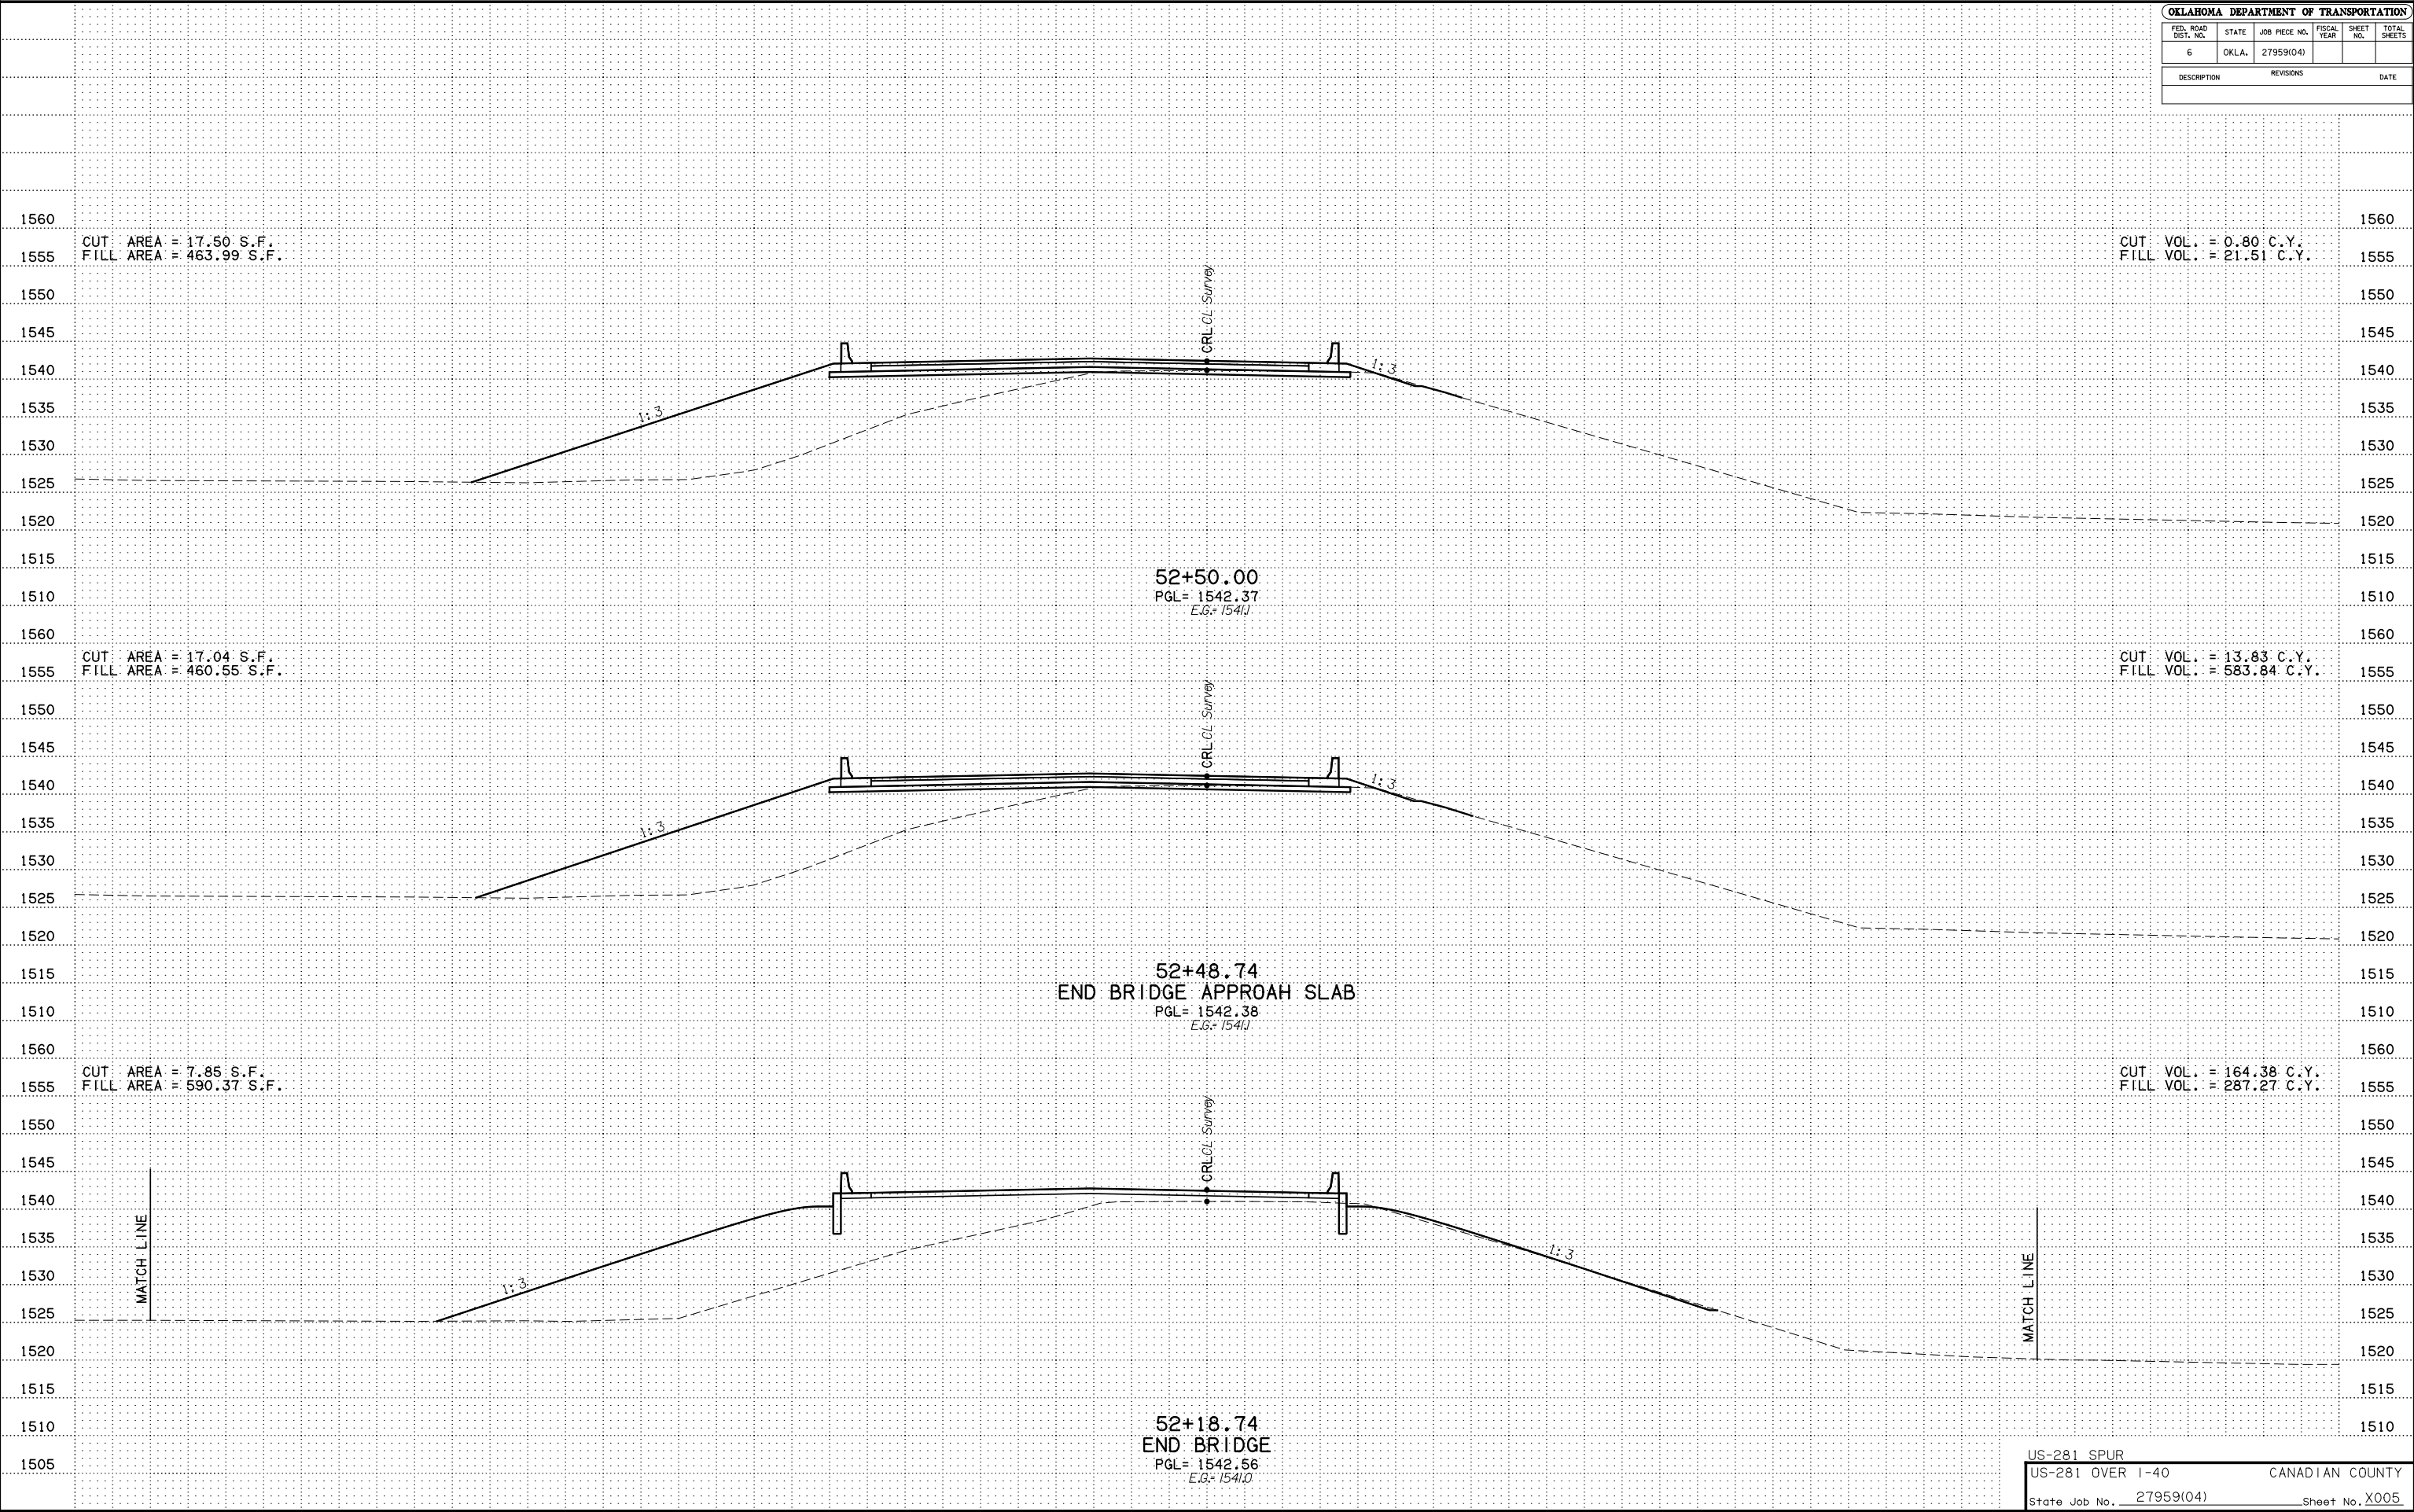 OKLAHOMA DEPARTMENT OF TRANSPORTATION
FED. ROAD DIST. NO. STATE JOB PIECE NO. FISCAL YEAR SHEET NO. TOTAL SHEETS
6 OKLA. 27959(04)
DESCRIPTION REVISIONS DATE
1560 1560
CUT AREA = 17.50 S.F. CUT VOL. = 0.80 C.Y.
FILL AREA = 463.99 S.F. FILL VOL. = 21.51 C.Y.
1555 1555
1550 1550
CRL CL Survey
1545 1545
1540 1:3 1540
1535 1:3 1535
1530 1530
1525 1525
1520 1520
1515 1515
52+50.00
1510 PGL= 1542.37 1510
E.G.= 1541.1
1560 1560
CUT AREA = 17.04 S.F. CUT VOL. = 13.83 C.Y.
FILL AREA = 460.55 S.F. FILL VOL. = 583.84 C.Y.
1555 1555
1550 1550
CRL CL Survey
1545 1545
1540 1:3 1540
1535 1:3 1535
1530 1530
1525 1525
1520 1520
1515 52+48.74 1515
END BRIDGE APPROAH SLAB
1510 PGL= 1542.38 1510
E.G.= 1541.1
1560 1560
CUT AREA = 7.85 S.F. CUT VOL. = 164.38 C.Y.
FILL AREA = 590.37 S.F. FILL VOL. = 287.27 C.Y.
1555 1555
1550 1550
CRL CL Survey
1545 1545
1540 1540
MATCH LINE
1535 1:3 1535
1530 1:3 1530
MATCH LINE
1525 1525
1520 1520
1515 1515
1510 52+18.74 1510
END BRIDGE
1505 PGL= 1542.56
E.G.= 1541.0
US-281 SPUR
US-281 OVER I-40 CANADIAN COUNTY
State Job No. 27959(04) Sheet No. X005